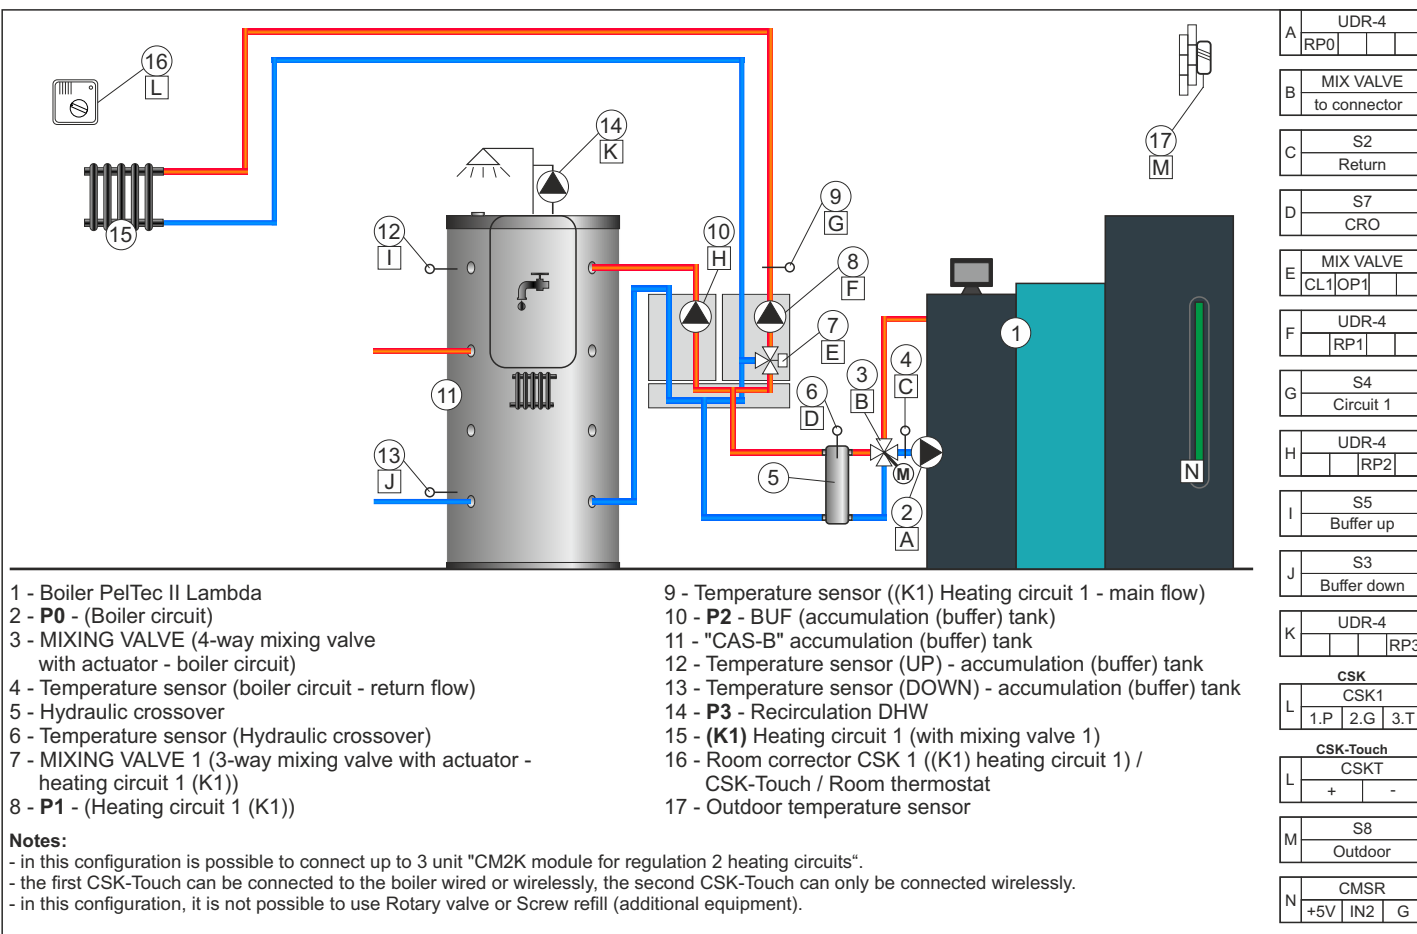 16
L
15
14
K
12
I
10
H
9
G
8
F
7
E
17
M
1
11
6
D
3
B
4
C
13
J
5
M
2
A
N
1 - Boiler PelTec II Lambda
2 - P0 - (Boiler circuit)
3 - MIXING VALVE (4-way mixing valve
with actuator - boiler circuit)
4 - Temperature sensor (boiler circuit - return flow)
5 - Hydraulic crossover
6 - Temperature sensor (Hydraulic crossover)
7 - MIXING VALVE 1 (3-way mixing valve with actuator -
heating circuit 1 (K1))
8 - P1 - (Heating circuit 1 (K1))
9 - Temperature sensor ((K1) Heating circuit 1 - main flow)
10 - P2 - BUF (accumulation (buffer) tank)
11 - "CAS-B" accumulation (buffer) tank
12 - Temperature sensor (UP) - accumulation (buffer) tank
13 - Temperature sensor (DOWN) - accumulation (buffer) tank
14 - P3 - Recirculation DHW
15 - (K1) Heating circuit 1 (with mixing valve 1)
16 - Room corrector CSK 1 ((K1) heating circuit 1) /
CSK-Touch / Room thermostat
17 - Outdoor temperature sensor
Notes:
- in this configuration is possible to connect up to 3 unit "CM2K module for regulation 2 heating circuits“.
- the first CSK-Touch can be connected to the boiler wired or wirelessly, the second CSK-Touch can only be connected wirelessly.
- in this configuration, it is not possible to use Rotary valve or Screw refill (additional equipment).
A UDR-4
RP0
B MIX VALVE
to connector
C S2
Return
D S7
CRO
E MIX VALVE
CL1 OP1
F UDR-4
RP1
G S4
Circuit 1
H UDR-4
RP2
I S5
Buffer up
J S3
Buffer down
K UDR-4
RP3
CSK
L CSK1
1.P 2.G 3.T
CSK-Touch
L CSKT
+ -
M S8
Outdoor
N CMSR
+5V IN2 G